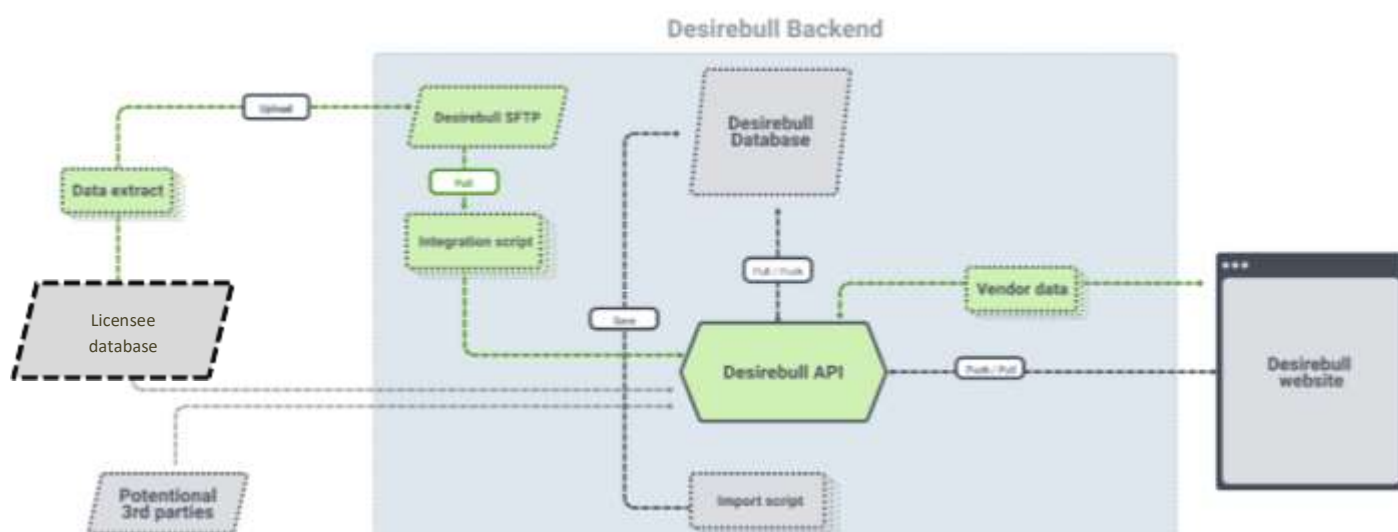 Desirebull Backend
Upload
Desirebull SFTP
Desirebull
Database
Data extract
Pull
Integration script
Pull / Push
Vendor data
Licensee
database
Save
Desirebull API
Push / Pull
Desirebull
website
Potentional
3rd parties
Import script